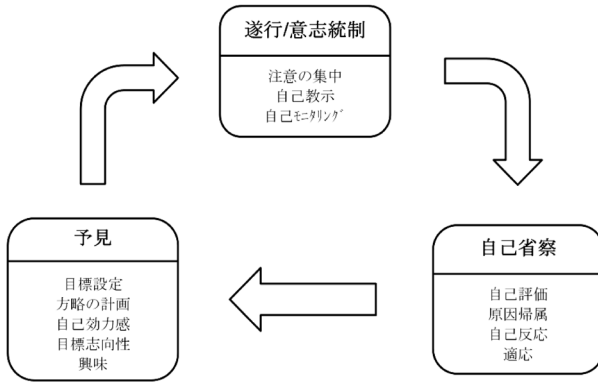 遂行/意志統制
注意の集中
自己教示
自己ﾓﾆﾀﾘﾝｸﾞ
予見
目標設定
方略の計画
自己効力感
目標志向性
興味
自己省察
自己評価
原因帰属
自己反応
適応